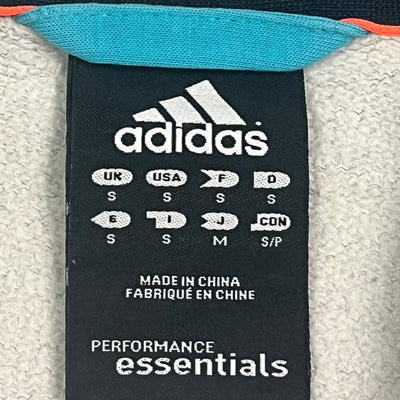 adidas
UK USA F D
S S S S
E I J .CON
S S M S/P
MADE IN CHINA
FABRIQUÉ EN CHINE
PERFORMANCE
essentials